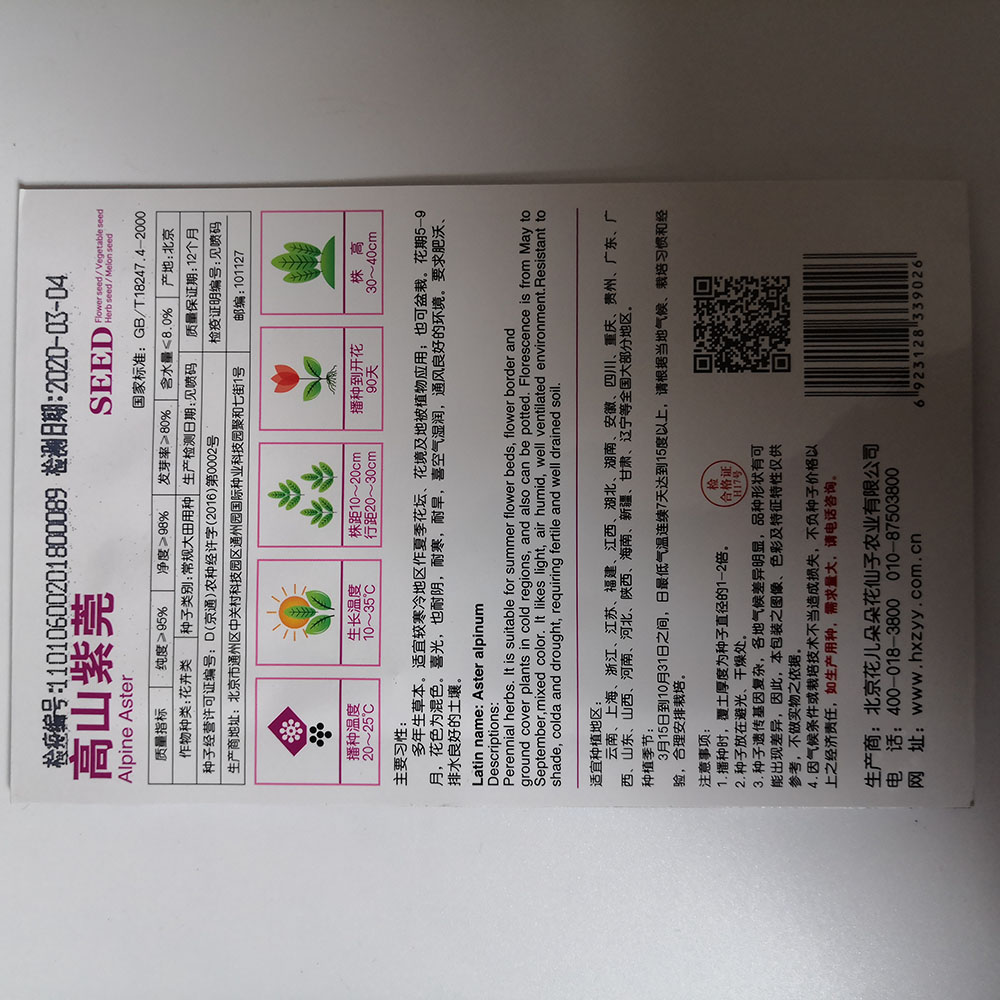 检疫编号:11010600201800089 检测日期:2020-03-04
高山紫菀
Alpine Aster
SEED
Flower seed / Vegetable seed
Herb seed / Melon seed
国家标准: GB/T18247.4-2000
质量指标 纯度≥95% 净度≥98% 发芽率≥80% 含水量≤8.0% 产地:北京
作物种类:花卉类 种子类别:常规大田用种 生产检测日期:见喷码 质量保证期:12个月
种子经营许可证编号: D(京通)农种经许字(2016)第0002号 检疫证明编号:见喷码
生产商地址: 北京市通州区中关村科技园区通州园国际种业科技园聚和七街1号 邮编:101127
播种温度
20~25℃
生长温度
10~35℃
株距10~20cm
行距20~30cm
播种到开花
90天
株 高
30~40cm
主要习性:
多年生草本。适宜较寒冷地区作夏季花坛、花境及地被植物应用;也可盆栽。花期5-9
月,花色为混色。喜光,也耐阴,耐寒,耐旱,喜空气湿润,通风良好的环境。要求肥沃、
排水良好的土壤。
Latin name: Aster alpinum
Descriptions:
Perennial herbs. It is suitable for summer flower beds, flower border and
ground cover plants in cold regions, and also can be potted. Florescence is from May to
September,mixed color. It likes light, air humid, well ventilated environment.Resistant to
shade, colda and drought, requiring fertile and well drained soil.
适宜种植地区:
云南、上海、浙江、江苏、福建、江西、湖北、湖南、安徽、四川、重庆、贵州、广东、广
西、山东、山西、河南、河北、陕西、海南、新疆、甘肃、辽宁等全国大部分地区。
种植季节:
3月15日到10月31日之间,日最低气温连续7天达到15度以上,请根据当地气候、栽培习惯和经
验,合理安排栽培。
注意事项:
1. 播种时,覆土厚度为种子直径的1-2倍。
2. 种子放在避光、干燥处。
3. 种子遗传基因复杂,各地气候差异明显,品种形状有可
能出现差异,因此,本包装之图像、色彩及特征特性仅供
参考,不做实物之依据。
4. 因气候条件或栽培技术不当造成损失,不负种子价格以
上之经济责任,如生产用种,需求量大,请电话咨询。
检
合格证
H17号
6 923128 339026
生产商: 北京花儿朵朵花仙子农业有限公司
电 话: 400-018-3800 010-87503800
网 址: www.hxzyy.com.cn